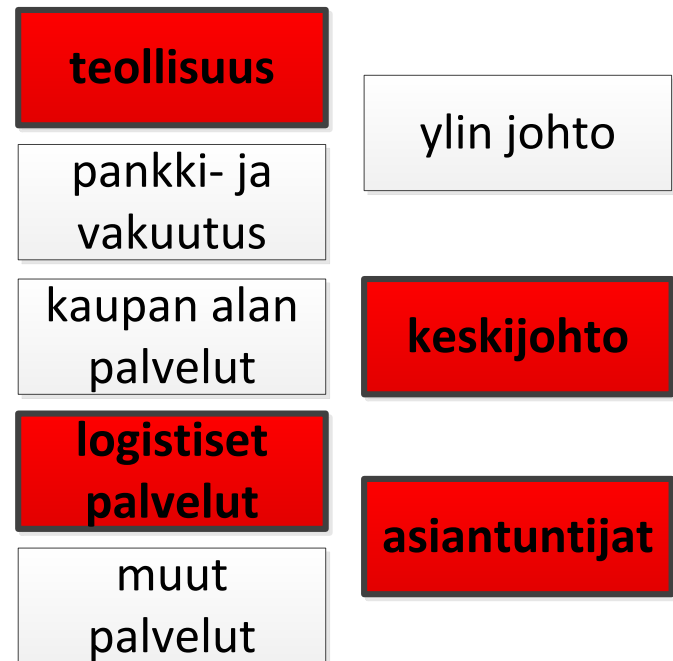 teollisuus
pankki- ja
vakuutus
kaupan alan
palvelut
logistiset
palvelut
muut
palvelut
ylin johto
keskijohto
asiantuntijat